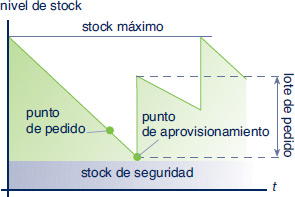 nivel de stock
stock máximo
punto
de pedido
punto
de aprovisionamiento
lote de pedido
stock de seguridad
t